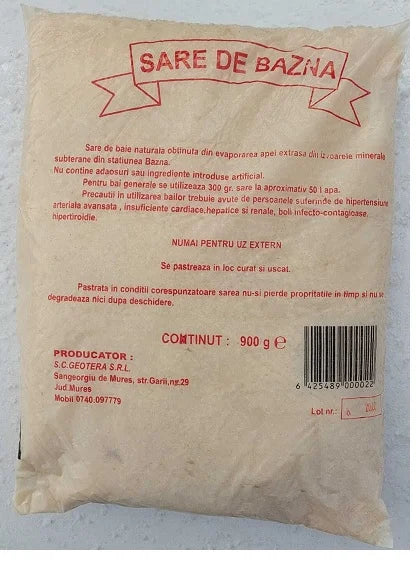 SARE DE BAZNA
Sare de baie naturala obtinuta din evaporarea apei extrasa din izvoarele minerale
subterane din statiunea Bazna.
Nu contine adaosuri sau ingrediente introduse artificial.
Pentru bai generale se utilizeaza 300 gr. sare la aproximativ 50 l apa.
Precautii in utilizarea bailor trebuie avute de persoanele suferinde de hipertensiune
arteriala avansata , insuficiente cardiace,hepatice si renale, boli infecto-contagioase,
hipertiroidie.
NUMAI PENTRU UZ EXTERN
Se pastreaza in loc curat si uscat.
Pastrata in conditii corespunzatoare sarea nu-si pierde propritatile in timp si nu se
degradeaza nici dupa deschidere.
CONTINUT : 900 g ℮
PRODUCATOR :
S.C.GEOTERA S.R.L.
Sangeorgiu de Mures, str.Garii,nr.29
Jud.Mures
Mobil 0740.097779
6 425489 000022
Lot nr.: 6